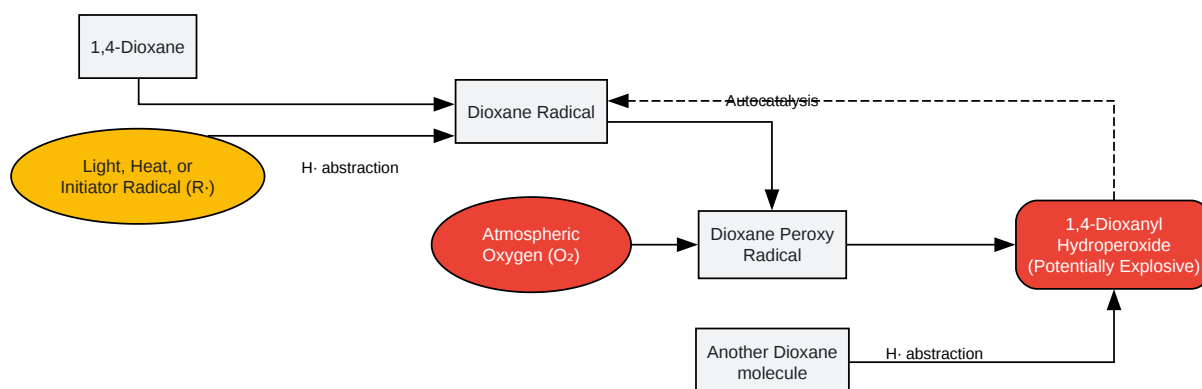 1,4-Dioxane
Dioxane Radical
Autocatalysis
Light, Heat, or
Initiator Radical (R·)
H· abstraction
Atmospheric
Oxygen (O₂)
Dioxane Peroxy
Radical
1,4-Dioxanyl
Hydroperoxide
(Potentially Explosive)
Another Dioxane
molecule
H· abstraction